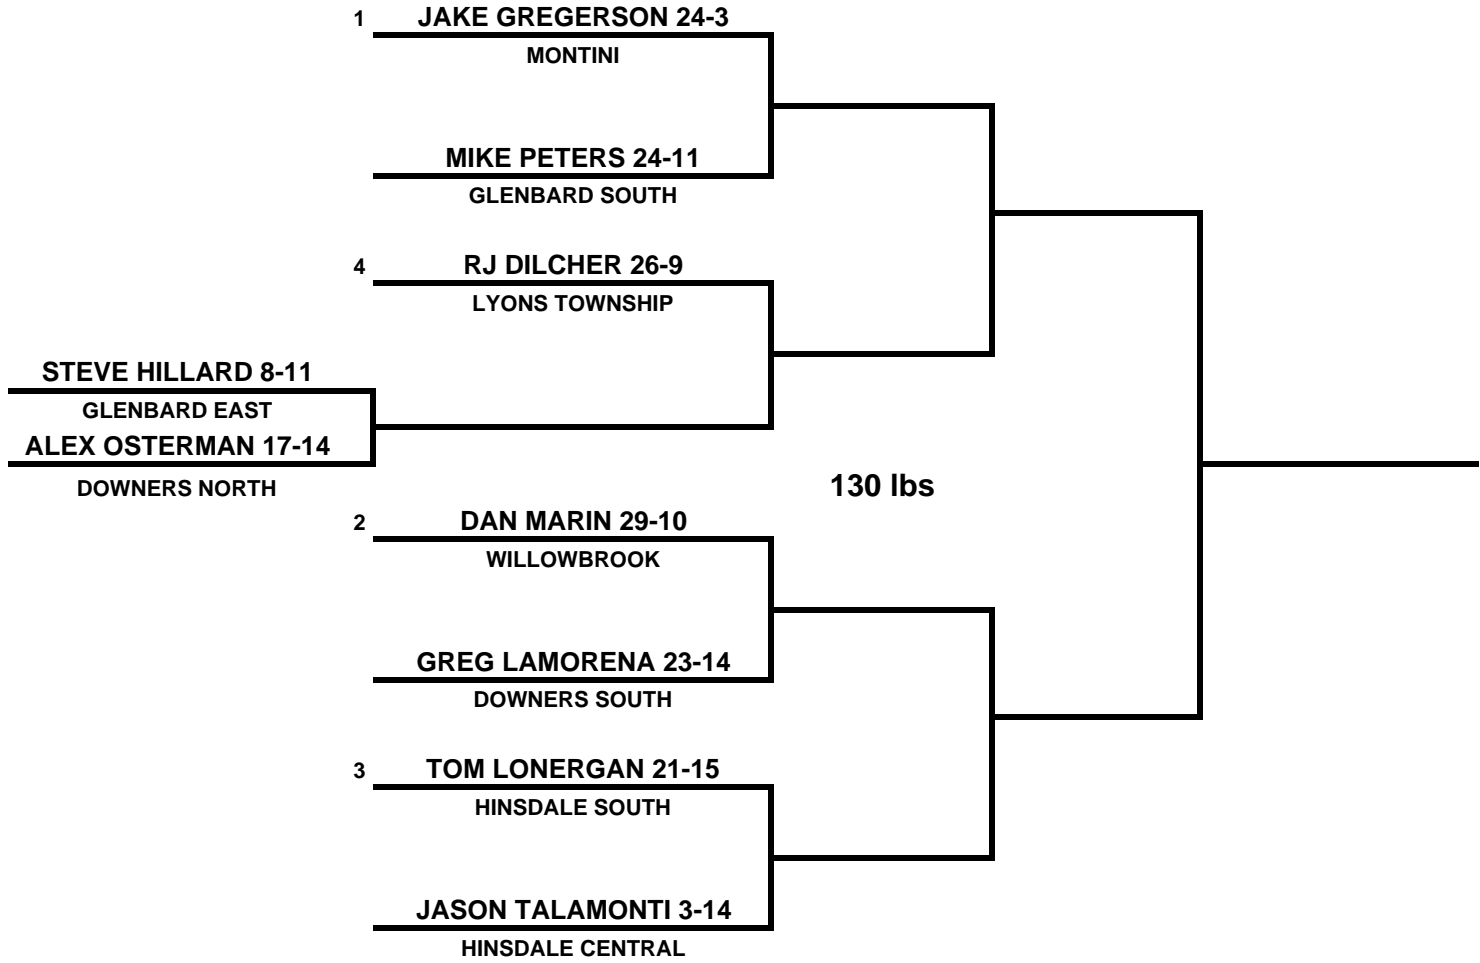 1 JAKE GREGERSON 24-3
MONTINI
MIKE PETERS 24-11
GLENBARD SOUTH
4 RJ DILCHER 26-9
LYONS TOWNSHIP
STEVE HILLARD 8-11
GLENBARD EAST
ALEX OSTERMAN 17-14
DOWNERS NORTH
130 lbs
2 DAN MARIN 29-10
WILLOWBROOK
GREG LAMORENA 23-14
DOWNERS SOUTH
3 TOM LONERGAN 21-15
HINSDALE SOUTH
JASON TALAMONTI 3-14
HINSDALE CENTRAL